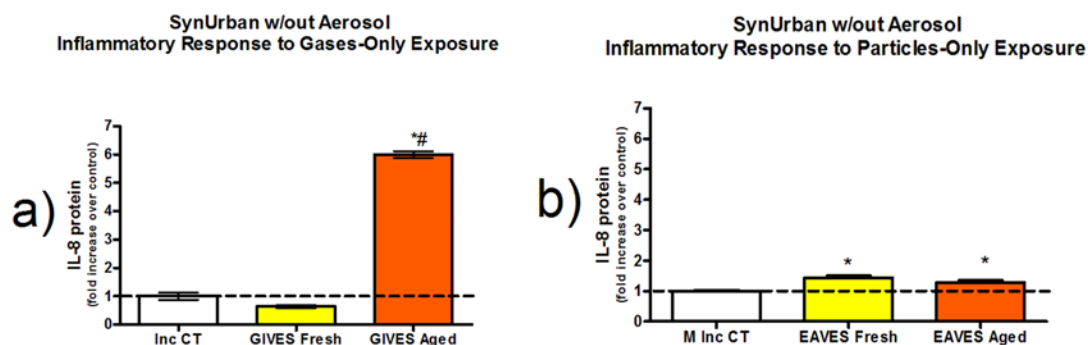 SynUrban w/out Aerosol
Inflammatory Response to Gases-Only Exposure
a)
IL-8 protein
(fold increase over control)
7
6
5
4
3
2
1
0
*#
Inc CT
GIVES Fresh
GIVES Aged
SynUrban w/out Aerosol
Inflammatory Response to Particles-Only Exposure
b)
IL-8 protein
(fold increase over control)
7
6
5
4
3
2
1
0
*
*
M Inc CT
EAVES Fresh
EAVES Aged